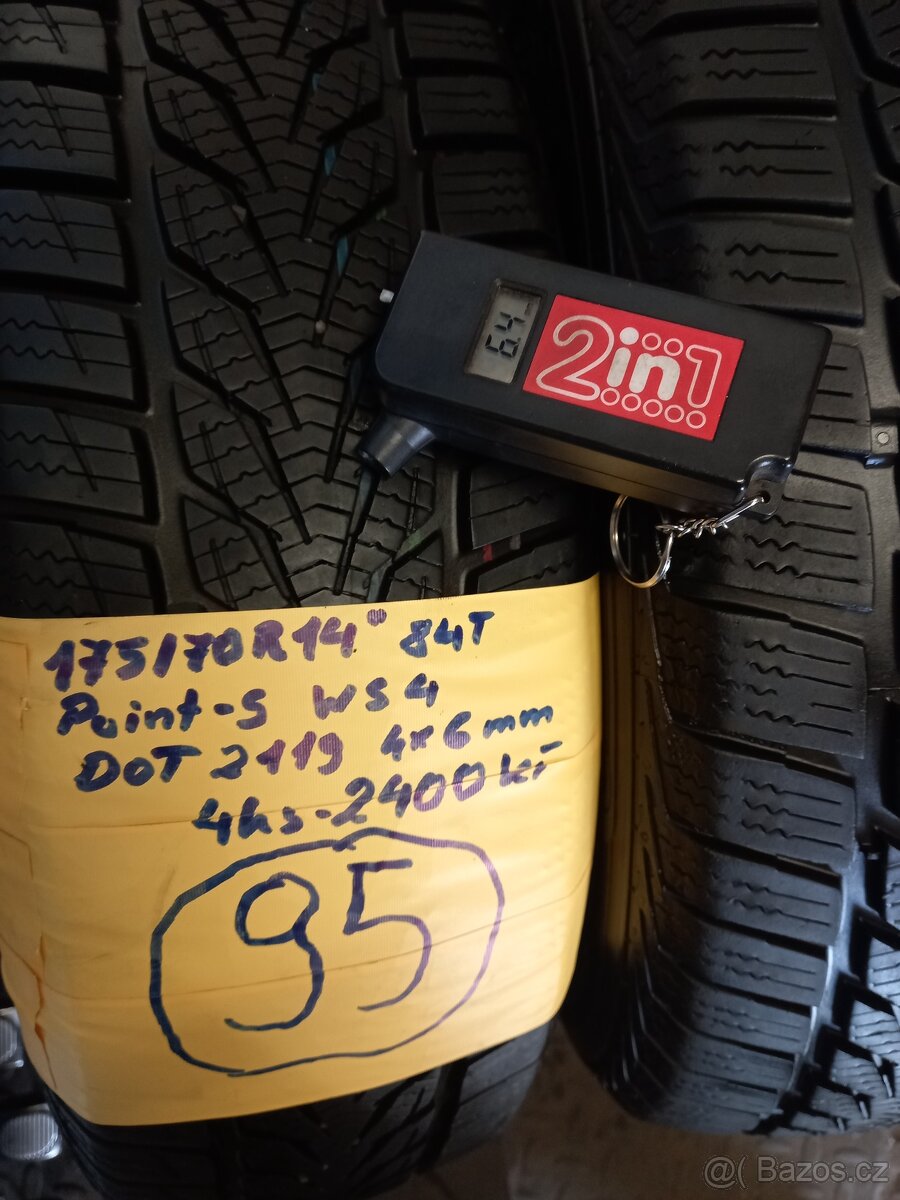 6.4
2in1
175/70R14" 84T
Point-S WS4
DOT 2119 4x6mm
4ks-2400kč
95
@( Bazos.cz